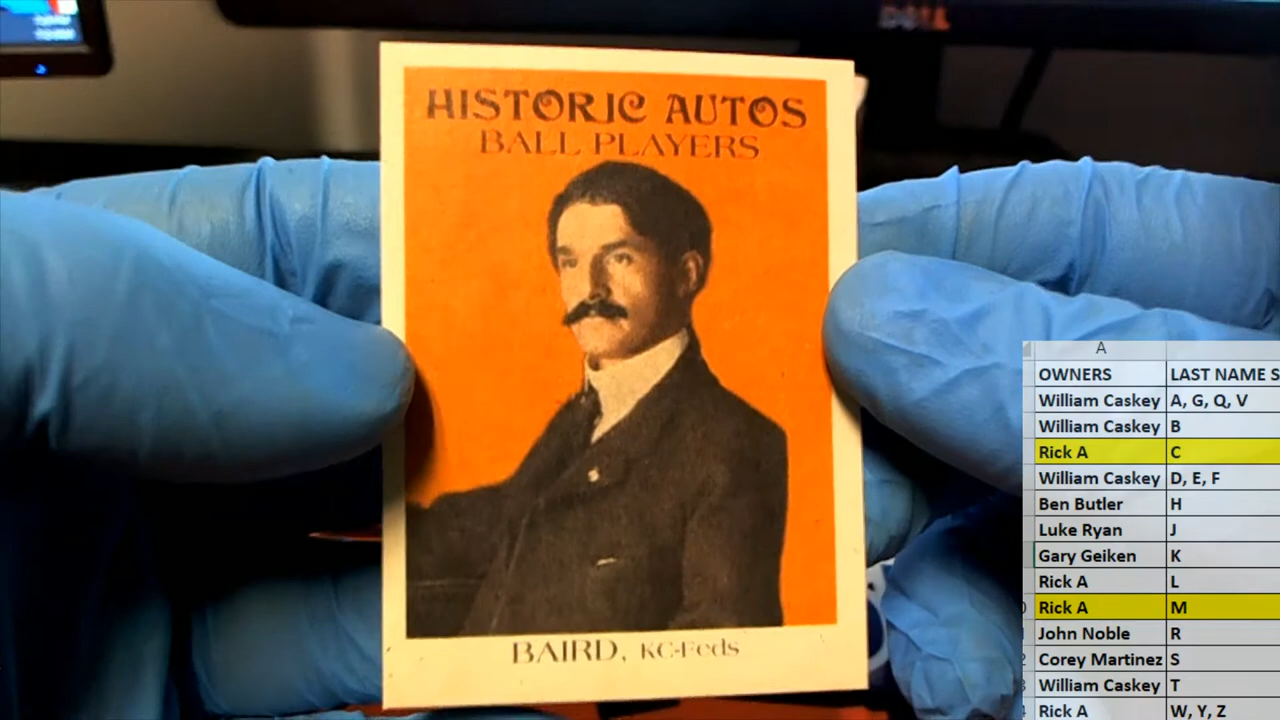 DELL
HISTORIC AUTOS
BALL PLAYERS
BAIRD, KC-Feds
A
OWNERS LAST NAME S
William Caskey A, G, Q, V
William Caskey B
Rick A C
William Caskey D, E, F
Ben Butler H
Luke Ryan J
Gary Geiken K
Rick A L
Rick A M
John Noble R
Corey Martinez S
William Caskey T
Rick A W, Y, Z